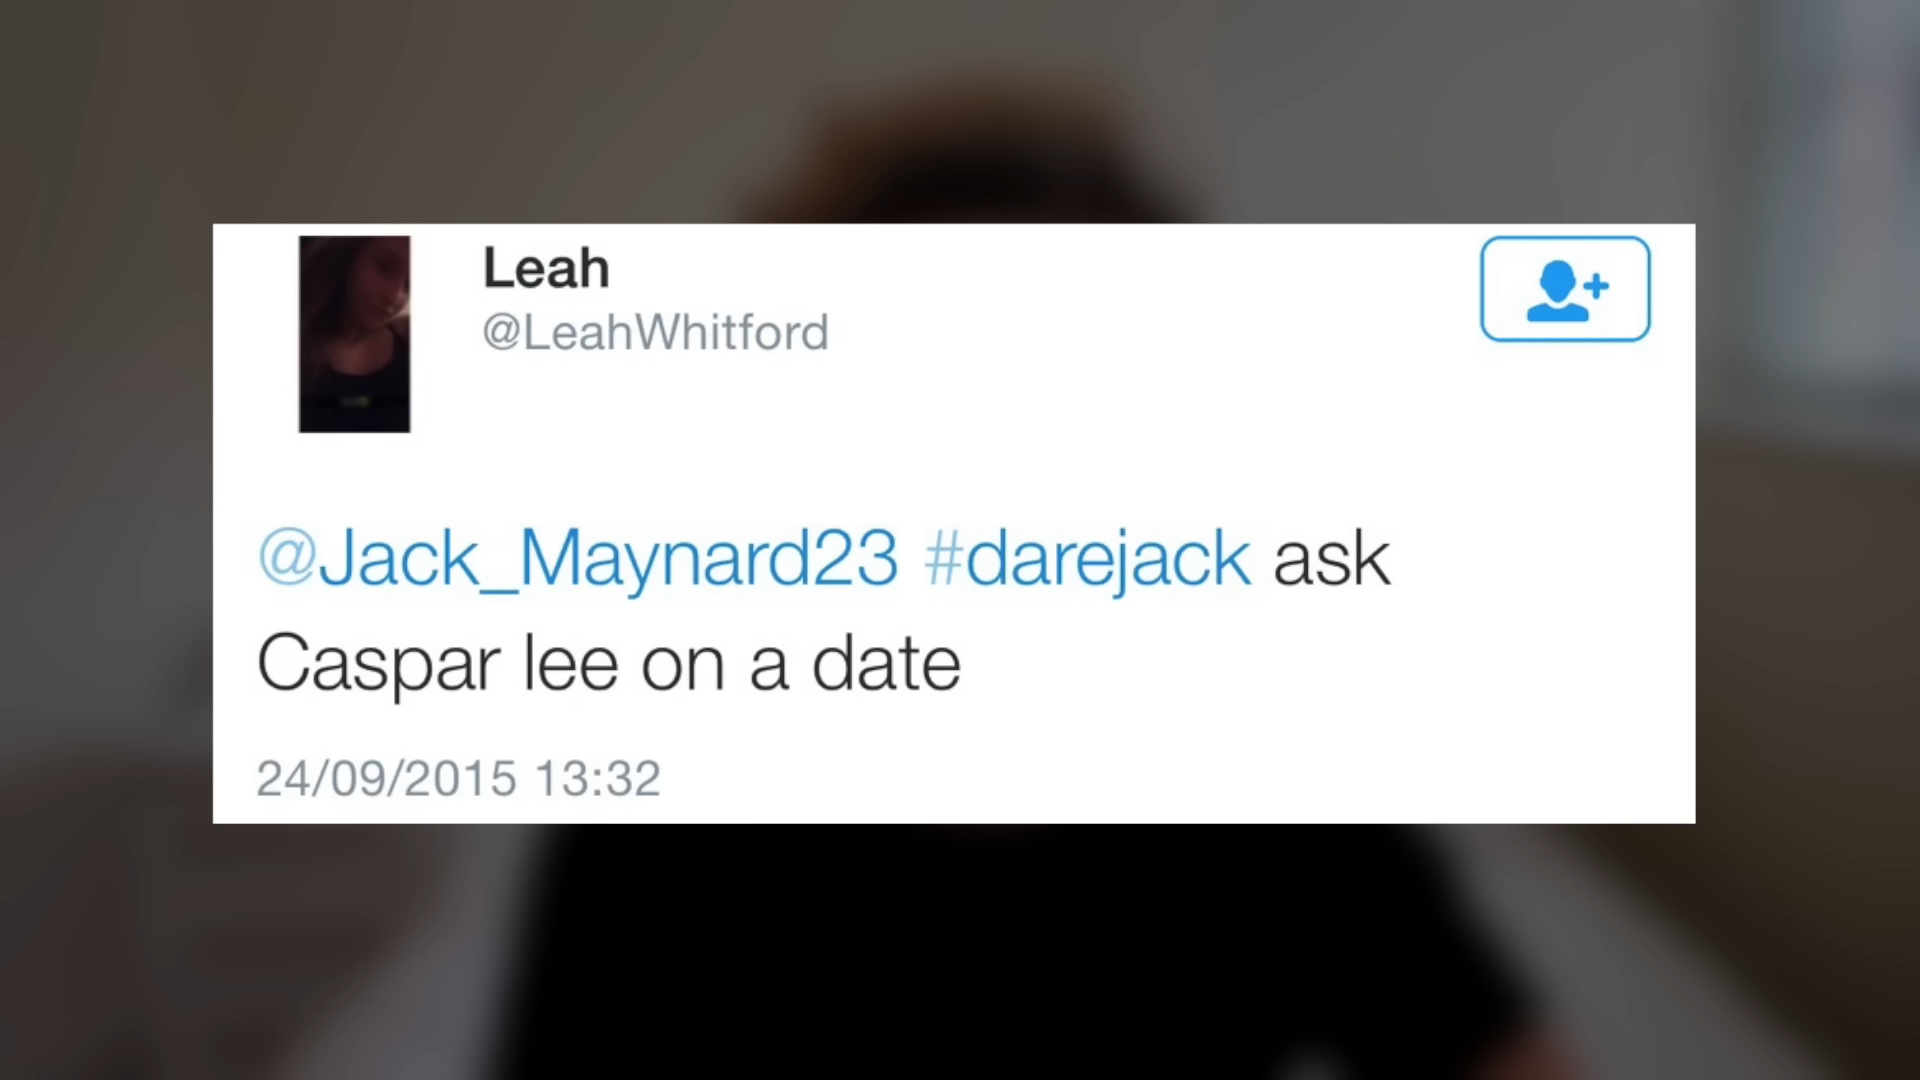 Leah
@LeahWhitford
@Jack_Maynard23 #darejack ask
Caspar lee on a date
24/09/2015 13:32